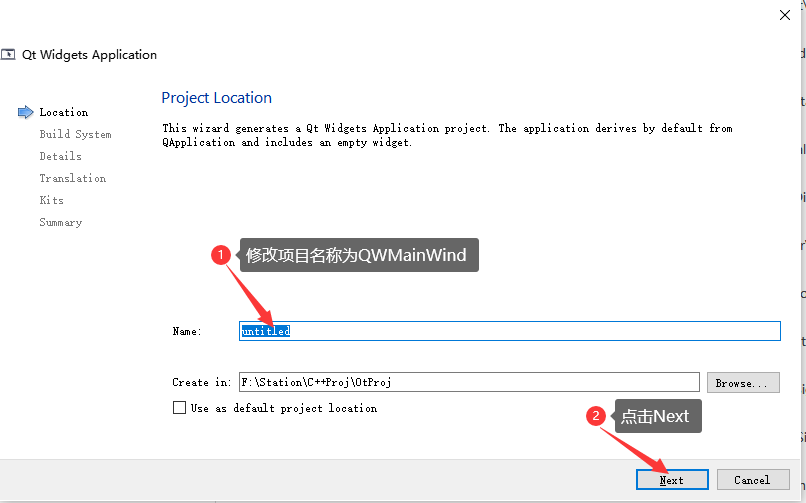 Qt Widgets Application
Location
Build System
Details
Translation
Kits
Summary
Project Location
This wizard generates a Qt Widgets Application project. The application derives by default from
QApplication and includes an empty widget.
1 修改项目名称为QWMainWind
Name: untitled
Create in: F:\Station\C++Proj\QtProj Browse...
Use as default project location
2 点击Next
Next Cancel